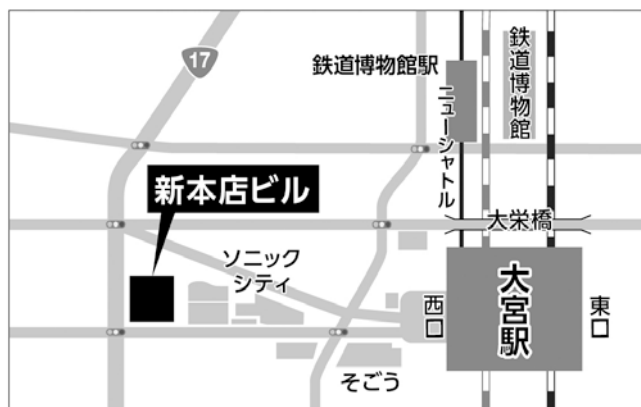 17
鉄道博物館駅
ニューシャトル
鉄道博物館
新本店ビル
大栄橋
ソニック
シティ
西口
大宮駅
東口
そごう